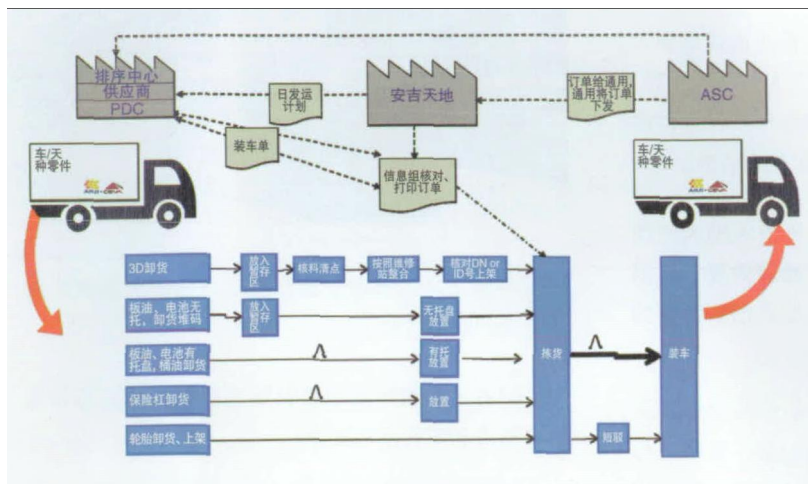 排序中心
供应商
PDC
日发运
计划
安吉天地
订单给通用,
通用将订单
下发
ASC
装车单
信息组核对、
打印订单
车/天
种零件
车/天
种零件
3D卸货
放入
暂存
区
核料清点
按照维修
站整合
核对DN or
ID号上架
板油、电池无
托,卸货堆码
放入
暂存
区
无托盘
放置
板油、电池有
托盘,桶油卸货
有托
放置
保险杠卸货
放置
轮胎卸货、上架
拣货
短驳
装车